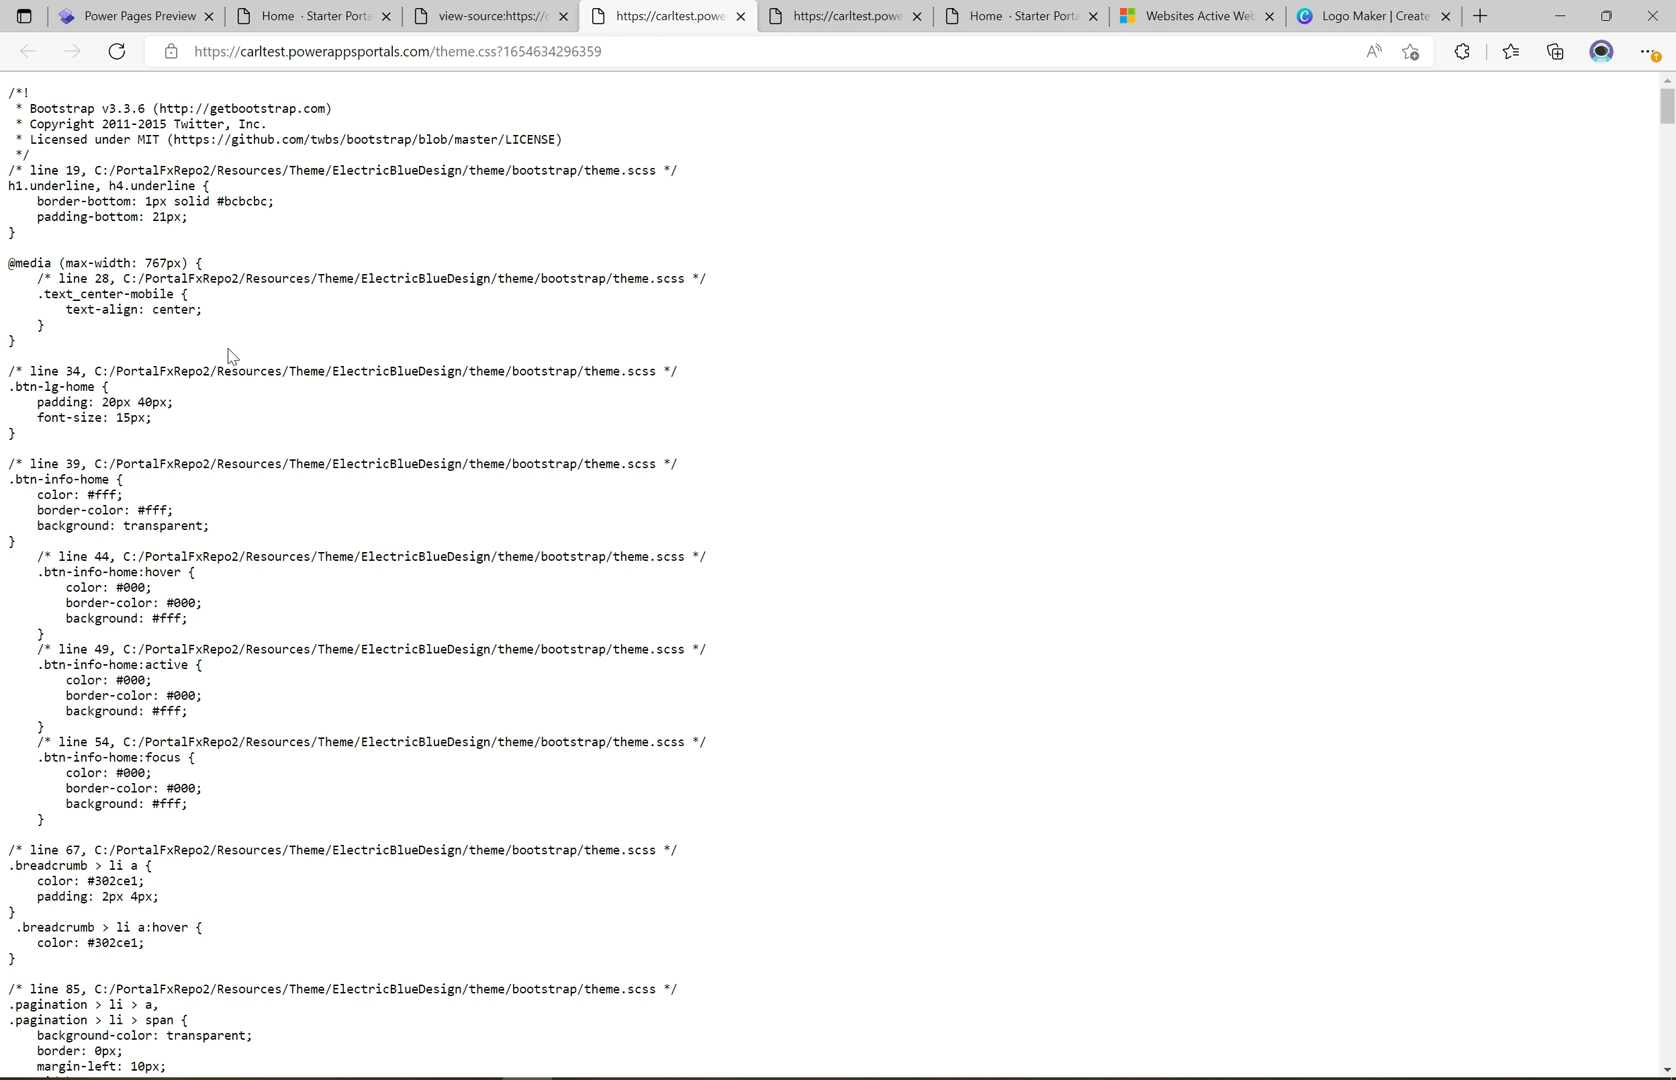 Power Pages Preview
Home · Starter Porta
view-source:https://c
https://carltest.powe
https://carltest.powe
Home · Starter Porta
Websites Active Web
Logo Maker | Create
https://carltest.powerappsportals.com/theme.css?1654634296359
/*!
 * Bootstrap v3.3.6 (http://getbootstrap.com)
 * Copyright 2011-2015 Twitter, Inc.
 * Licensed under MIT (https://github.com/twbs/bootstrap/blob/master/LICENSE)
 */
/* line 19, C:/PortalFxRepo2/Resources/Theme/ElectricBlueDesign/theme/bootstrap/theme.scss */
h1.underline, h4.underline {
    border-bottom: 1px solid #bcbcbc;
    padding-bottom: 21px;
}
@media (max-width: 767px) {
    /* line 28, C:/PortalFxRepo2/Resources/Theme/ElectricBlueDesign/theme/bootstrap/theme.scss */
    .text_center-mobile {
        text-align: center;
    }
}
/* line 34, C:/PortalFxRepo2/Resources/Theme/ElectricBlueDesign/theme/bootstrap/theme.scss */
.btn-lg-home {
    padding: 20px 40px;
    font-size: 15px;
}
/* line 39, C:/PortalFxRepo2/Resources/Theme/ElectricBlueDesign/theme/bootstrap/theme.scss */
.btn-info-home {
    color: #fff;
    border-color: #fff;
    background: transparent;
}
    /* line 44, C:/PortalFxRepo2/Resources/Theme/ElectricBlueDesign/theme/bootstrap/theme.scss */
    .btn-info-home:hover {
        color: #000;
        border-color: #000;
        background: #fff;
    }
    /* line 49, C:/PortalFxRepo2/Resources/Theme/ElectricBlueDesign/theme/bootstrap/theme.scss */
    .btn-info-home:active {
        color: #000;
        border-color: #000;
        background: #fff;
    }
    /* line 54, C:/PortalFxRepo2/Resources/Theme/ElectricBlueDesign/theme/bootstrap/theme.scss */
    .btn-info-home:focus {
        color: #000;
        border-color: #000;
        background: #fff;
    }
/* line 67, C:/PortalFxRepo2/Resources/Theme/ElectricBlueDesign/theme/bootstrap/theme.scss */
.breadcrumb > li a {
    color: #302ce1;
    padding: 2px 4px;
}
 .breadcrumb > li a:hover {
    color: #302ce1;
}
/* line 85, C:/PortalFxRepo2/Resources/Theme/ElectricBlueDesign/theme/bootstrap/theme.scss */
.pagination > li > a,
.pagination > li > span {
    background-color: transparent;
    border: 0px;
    margin-left: 10px;